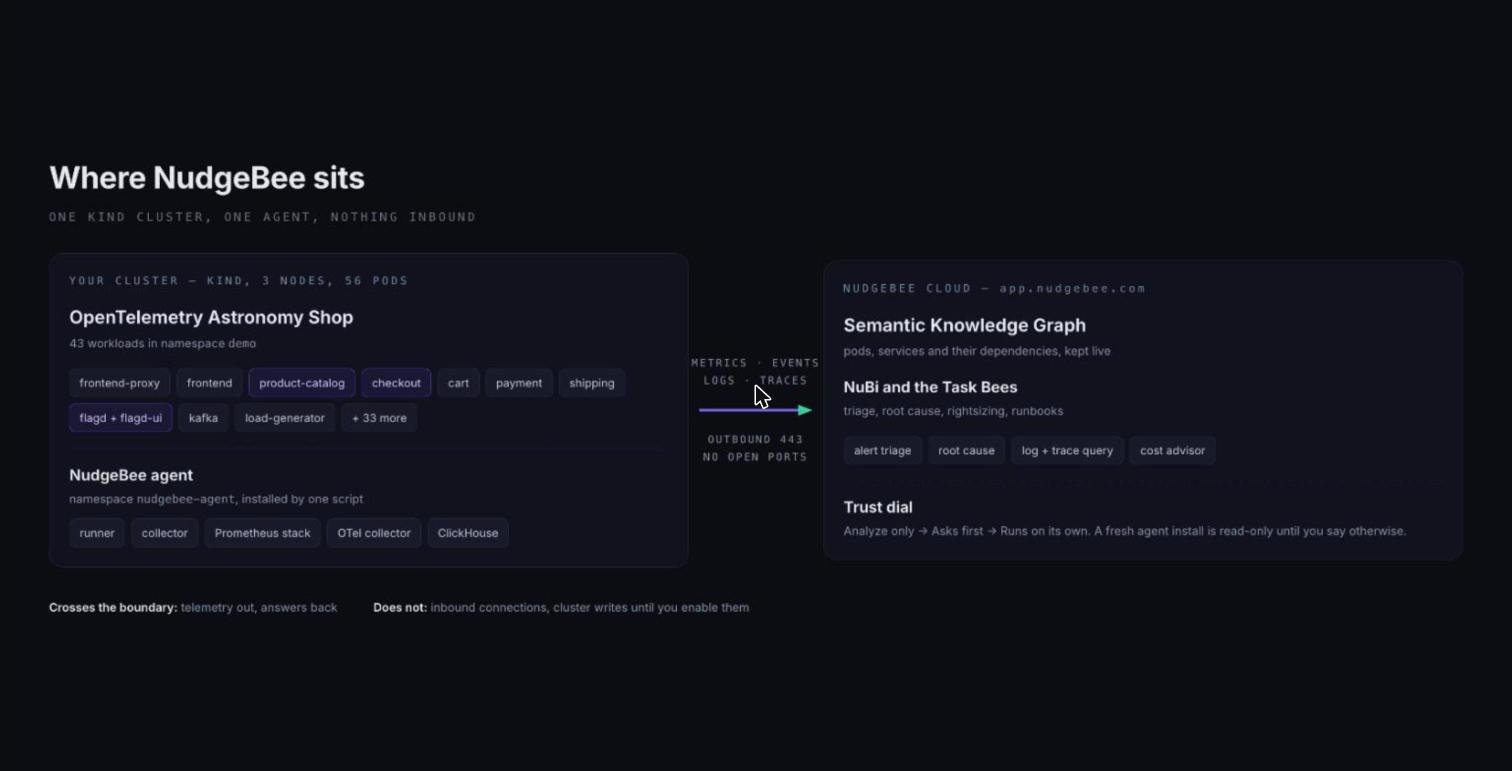 Where NudgeBee sits
ONE KIND CLUSTER, ONE AGENT, NOTHING INBOUND
YOUR CLUSTER — KIND, 3 NODES, 56 PODS
OpenTelemetry Astronomy Shop
43 workloads in namespace demo
frontend-proxy frontend product-catalog checkout cart payment shipping
flagd + flagd-ui kafka load-generator + 33 more
NudgeBee agent
namespace nudgebee-agent, installed by one script
runner collector Prometheus stack OTel collector ClickHouse
METRICS · EVENTS
LOGS · TRACES
OUTBOUND 443
NO OPEN PORTS
NUDGEBEE CLOUD — app.nudgebee.com
Semantic Knowledge Graph
pods, services and their dependencies, kept live
NuBi and the Task Bees
triage, root cause, rightsizing, runbooks
alert triage root cause log + trace query cost advisor
Trust dial
Analyze only → Asks first → Runs on its own. A fresh agent install is read-only until you say otherwise.
Crosses the boundary: telemetry out, answers back Does not: inbound connections, cluster writes until you enable them